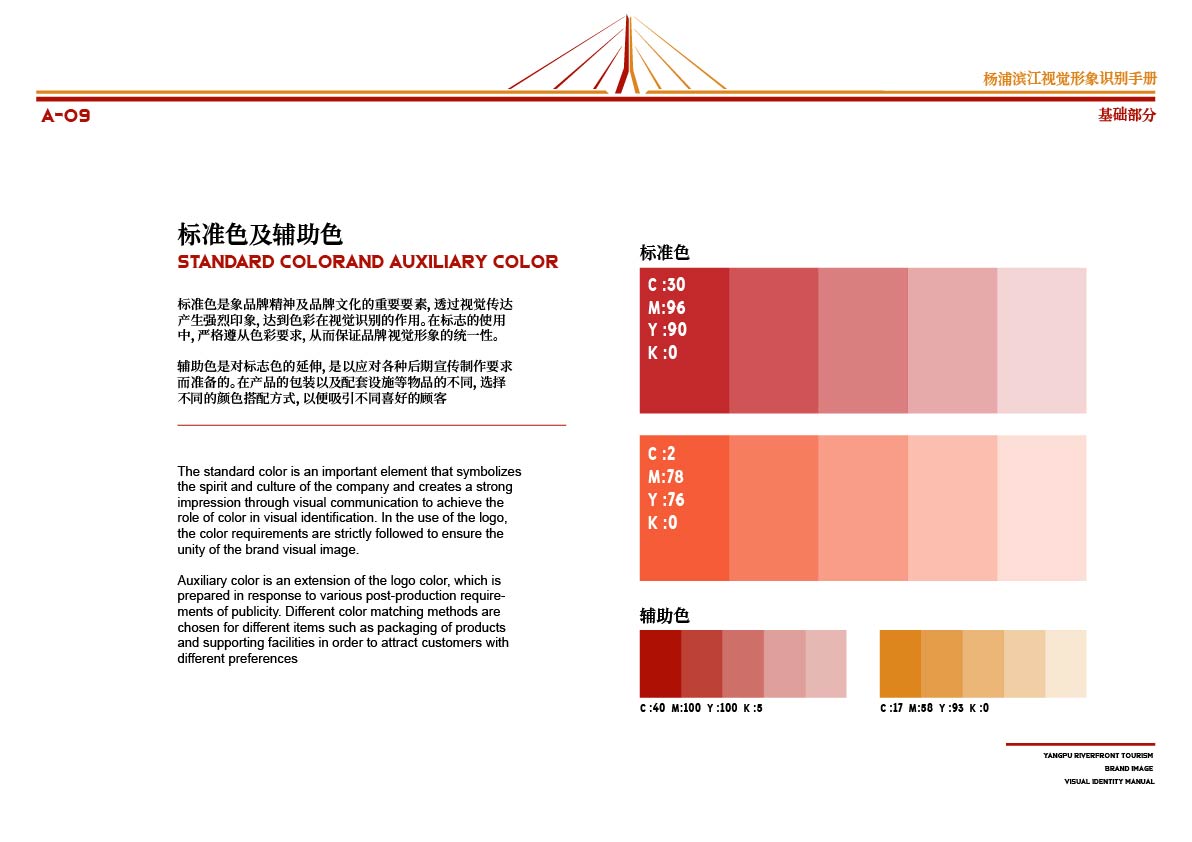 杨浦滨江视觉形象识别手册
A-09
基础部分
标准色及辅助色
STANDARD COLORAND AUXILIARY COLOR
标准色是象品牌精神及品牌文化的重要要素，透过视觉传达
产生强烈印象，达到色彩在视觉识别的作用。在标志的使用
中，严格遵从色彩要求，从而保证品牌视觉形象的统一性。
辅助色是对标志色的延伸，是以应对各种后期宣传制作要求
而准备的。在产品的包装以及配套设施等物品的不同，选择
不同的颜色搭配方式，以便吸引不同喜好的顾客
The standard color is an important element that symbolizes
the spirit and culture of the company and creates a strong
impression through visual communication to achieve the
role of color in visual identification. In the use of the logo,
the color requirements are strictly followed to ensure the
unity of the brand visual image.
Auxiliary color is an extension of the logo color, which is
prepared in response to various post-production require-
ments of publicity. Different color matching methods are
chosen for different items such as packaging of products
and supporting facilities in order to attract customers with
different preferences
标准色
C :30
M:96
Y :90
K :0
C :2
M:78
Y :76
K :0
辅助色
C :40 M:100 Y :100 K :5
C :17 M:58 Y :93 K :0
YANGPU RIVERFRONT TOURISM
BRAND IMAGE
VISUAL IDENTITY MANUAL